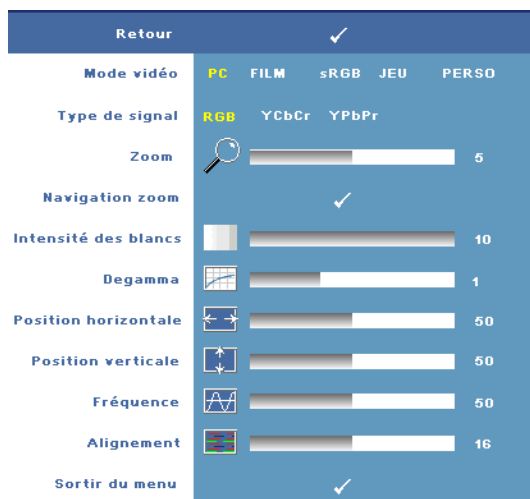 Retour
Mode vidéo PC FILM sRGB JEU PERSO
Type de signal RGB YCbCr YPbPr
Zoom 5
Navigation zoom
Intensité des blancs 10
Degamma 1
Position horizontale 50
Position verticale 50
Fréquence 50
Alignement 16
Sortir du menu